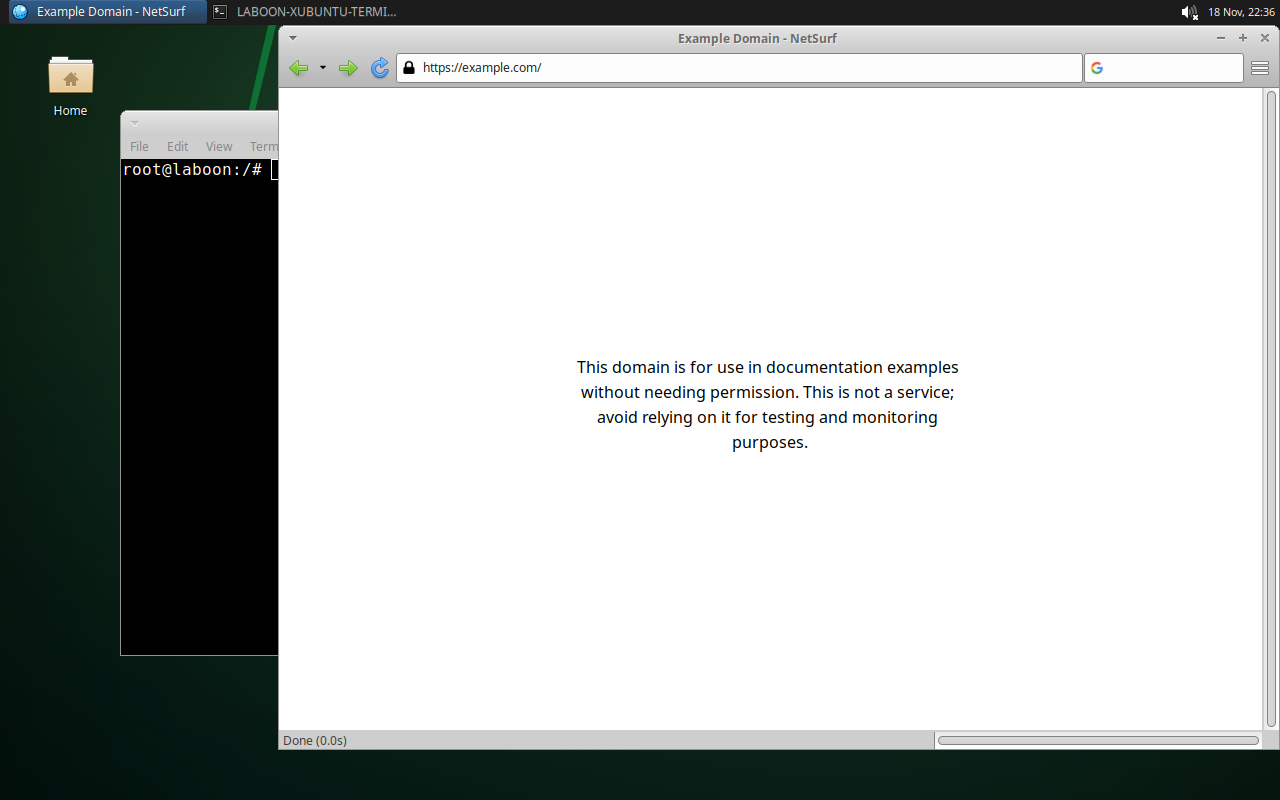 Example Domain - NetSurf
LABOON-XUBUNTU-TERMI...
18 Nov, 22:36
Home
Example Domain - NetSurf
https://example.com/
File Edit View Term
root@laboon:/#
This domain is for use in documentation examples
without needing permission. This is not a service;
avoid relying on it for testing and monitoring
purposes.
Done (0.0s)